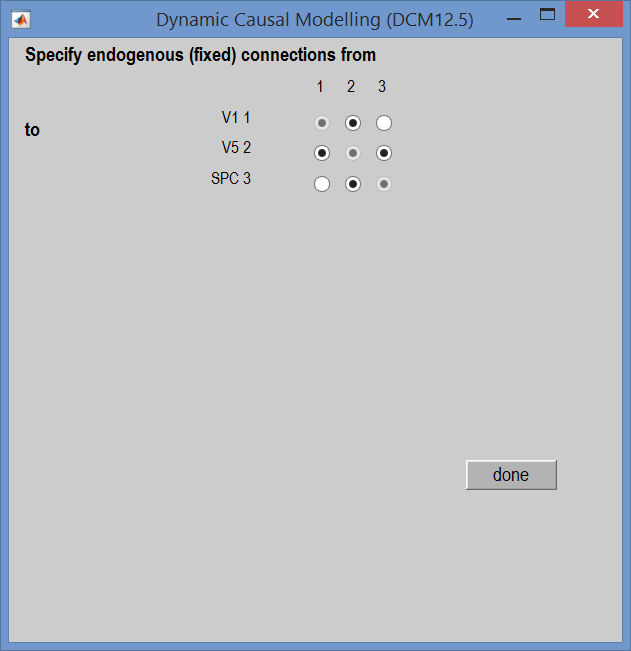 Dynamic Causal Modelling (DCM12.5)
Specify endogenous (fixed) connections from
1 2 3
V1 1
to
V5 2
SPC 3
done